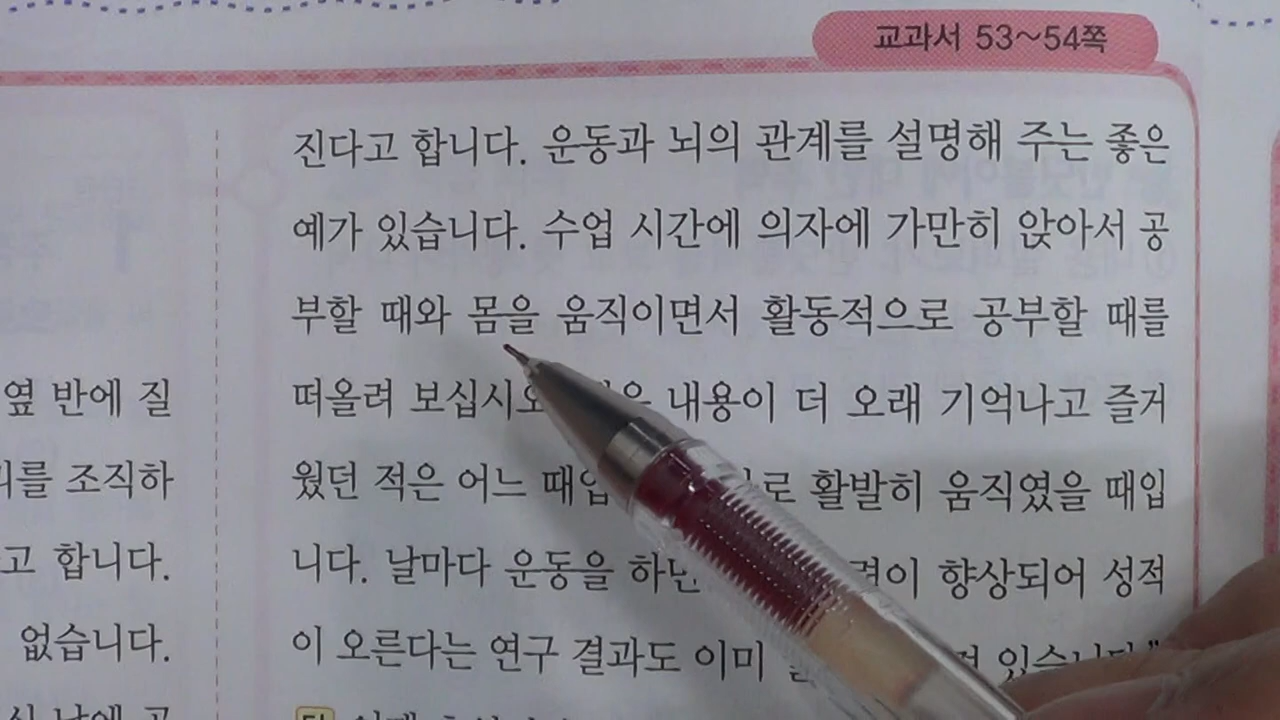 교과서 53~54쪽
옆 반에 질
를 조직하
고 합니다.
없습니다.
진다고 합니다. 운동과 뇌의 관계를 설명해 주는 좋은
예가 있습니다. 수업 시간에 의자에 가만히 앉아서 공
부할 때와 몸을 움직이면서 활동적으로 공부할 때를
떠올려 보십시오 내용이 더 오래 기억나고 즐거
웠던 적은 어느 활발히 움직였을 때입
니다. 날마다 운동을 향상되어 성적
이 오른다는 연구 결과도 이미 있습니다."